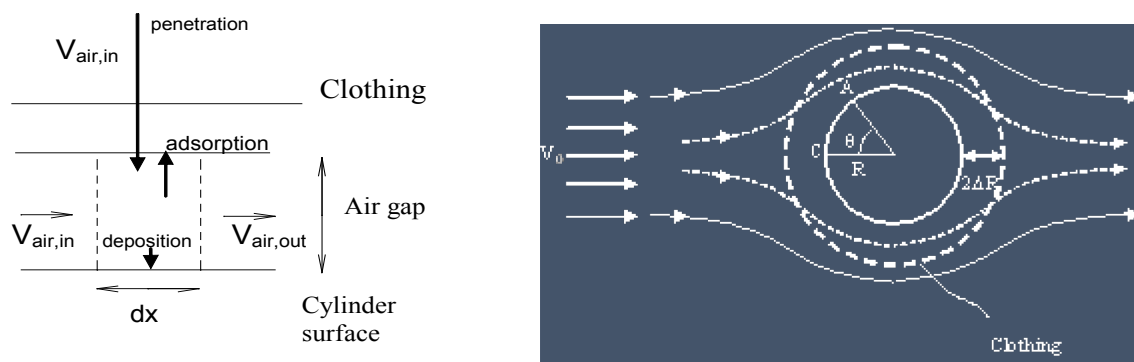 penetration
Vair,in
Clothing
adsorption
Air gap
Vair,in
deposition
Vair,out
dx
Cylinder
surface
V0
A
θ
C
R
2ΔR
Clothing